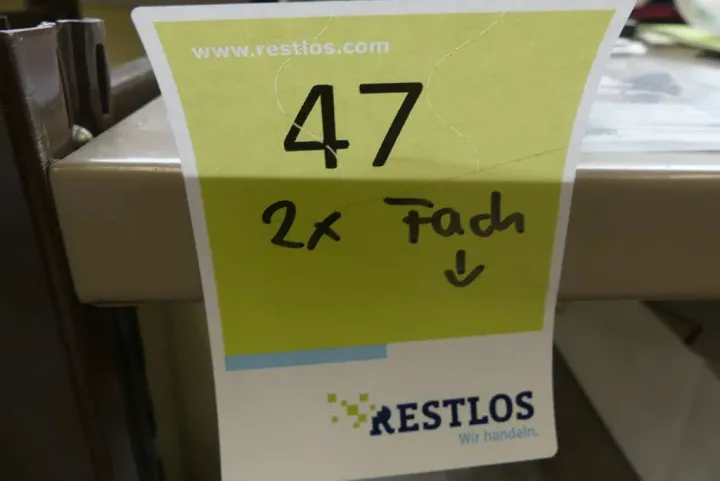 www.restlos.com
47
2x Fach
↓
RESTLOS
Wir handeln.